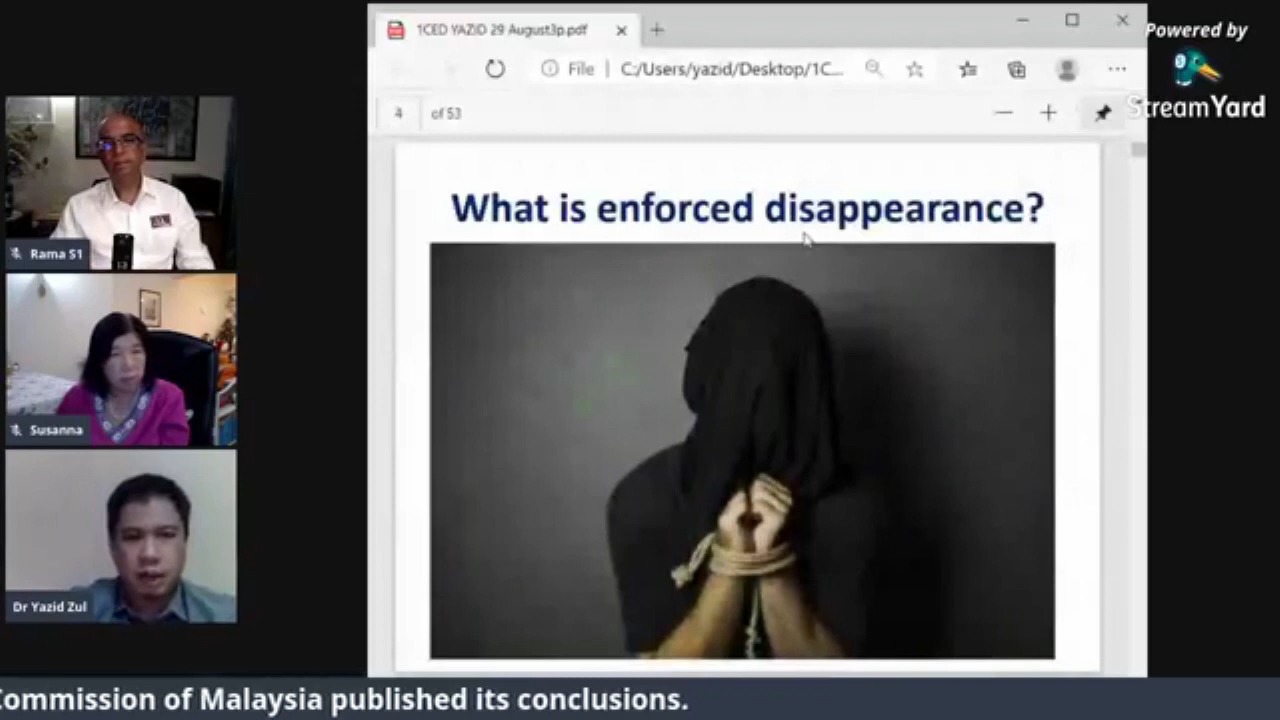 1CED YAZID 29 August3p.pdf
Powered by
StreamYard
File
C:/Users/yazid/Desktop/1C...
4 of 53
What is enforced disappearance?
Rama S1
Susanna
Dr Yazid Zul
Commission of Malaysia published its conclusions.